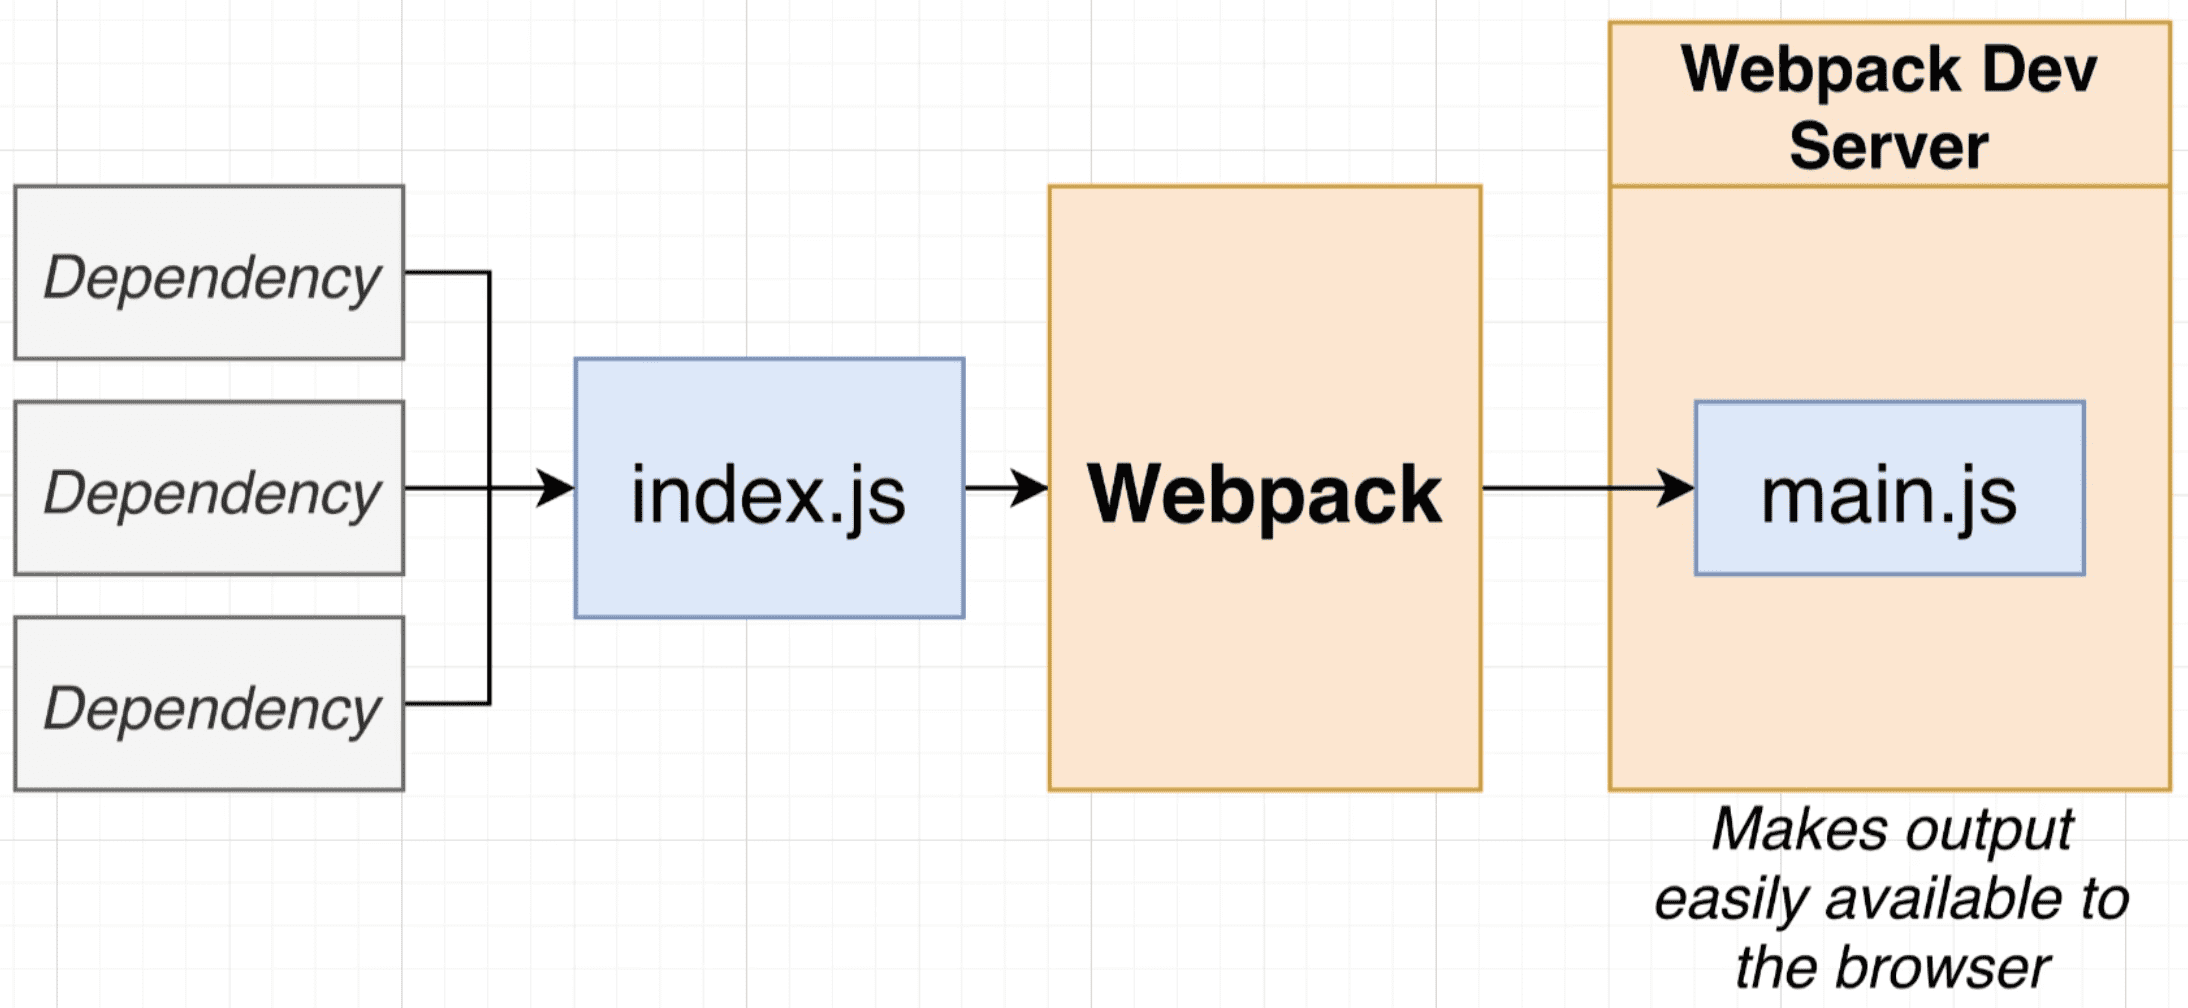 Webpack Dev
Server
Dependency
Dependency
Dependency
index.js
Webpack
main.js
Makes output
easily available to
the browser